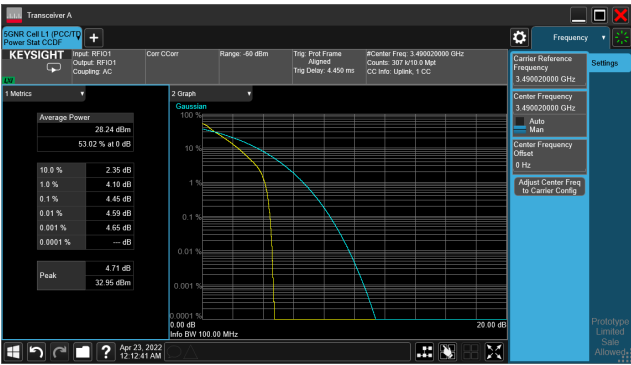 Transceiver A
5GNR Cell L1 (PCC/TD
Power Stat CCDF
KEYSIGHT
LXI
Input: RFIO1
Output: RFIO1
Coupling: AC
Corr CCorr
Range: -60 dBm
Trig: Prot Frame
Aligned
Trig Delay: 4.450 ms
#Center Freq: 3.490020000 GHz
Counts: 307 k/10.0 Mpt
CC Info: Uplink, 1 CC
Frequency
Settings
Carrier Reference
Frequency
3.490020000 GHz
Center Frequency
3.490020000 GHz
Auto
Man
Center Frequency
Offset
0 Hz
Adjust Center Freq
to Carrier Config
1 Metrics
Average Power
28.24 dBm
53.02 % at 0 dB
10.0 % 2.35 dB
1.0 % 4.10 dB
0.1 % 4.45 dB
0.01 % 4.59 dB
0.001 % 4.65 dB
0.0001 % --- dB
Peak 4.71 dB
32.95 dBm
2 Graph
Gaussian
100 %
10 %
1 %
0.1 %
0.01 %
0.001 %
0.0001 %
0.00 dB 20.00 dB
Info BW 100.00 MHz
Apr 23, 2022
12:12:41 AM
Prototype
Limited
Sale
Allowed